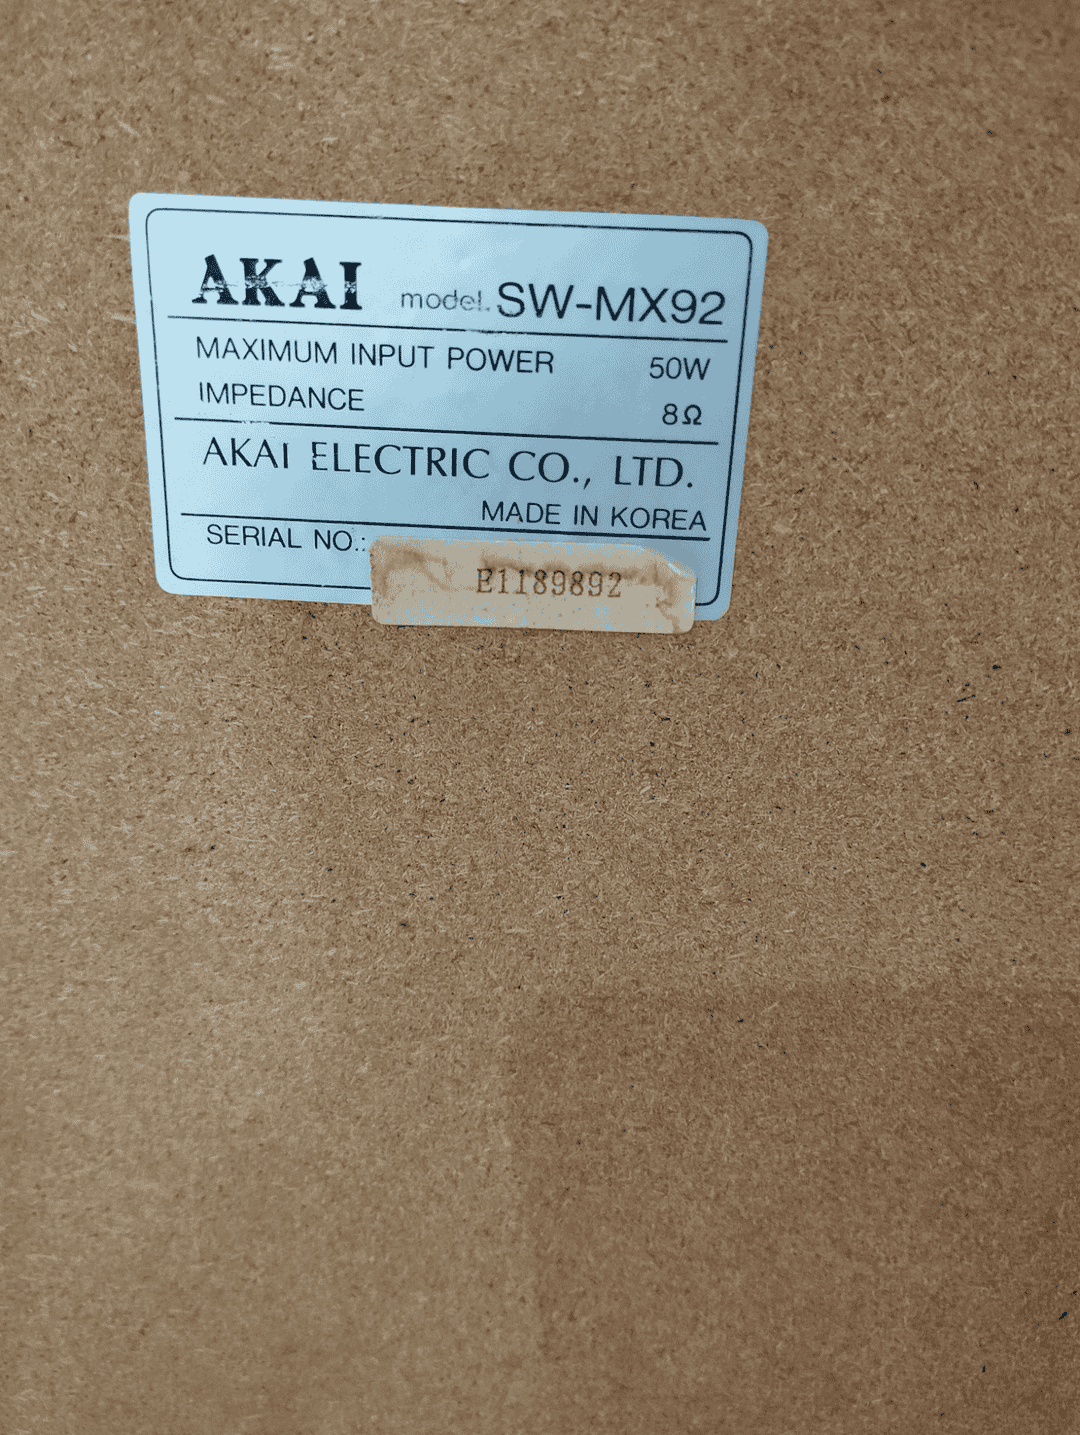 AKAI model. SW-MX92
MAXIMUM INPUT POWER 50W
IMPEDANCE 8Ω
AKAI ELECTRIC CO., LTD.
MADE IN KOREA
SERIAL NO.: E1189892